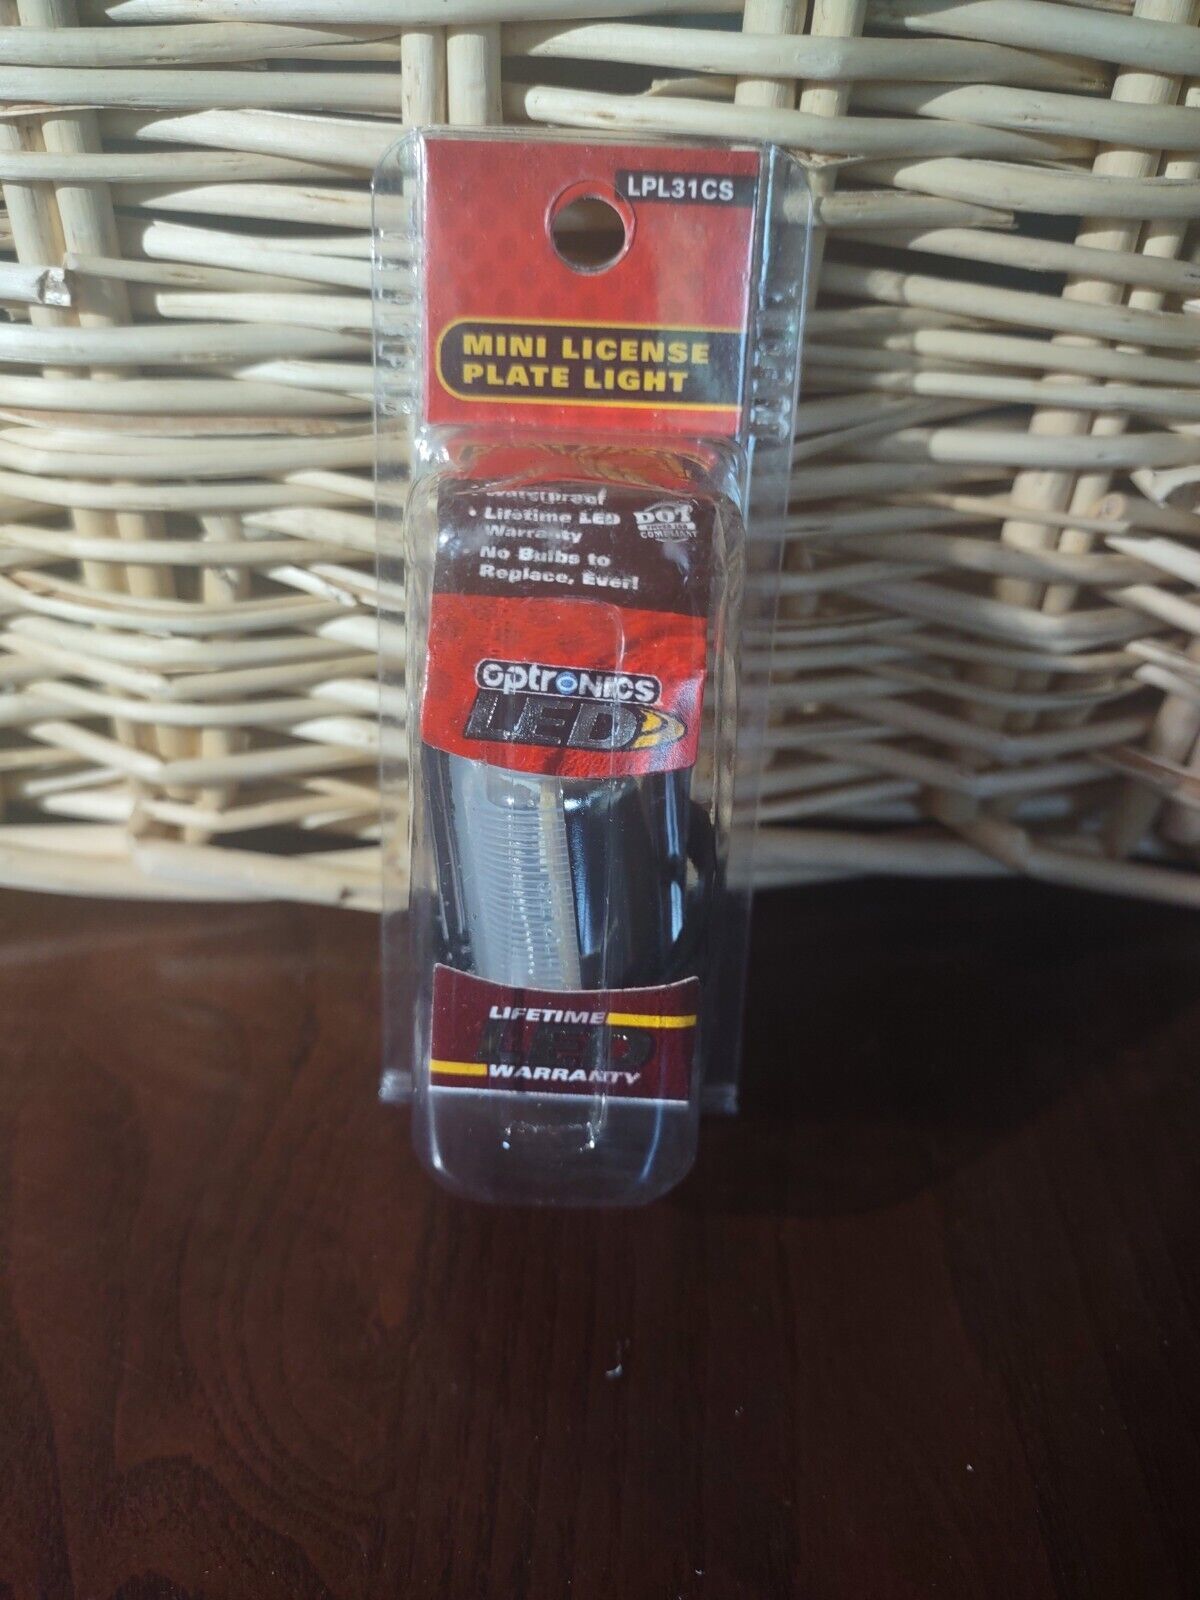 LPL31CS
MINI LICENSE
PLATE LIGHT
• Waterproof
• Lifetime LED
Warranty
• No Bulbs to
Replace, Ever!
DOT
COMPLIANT
optronics
LED
LIFETIME
LED
WARRANTY